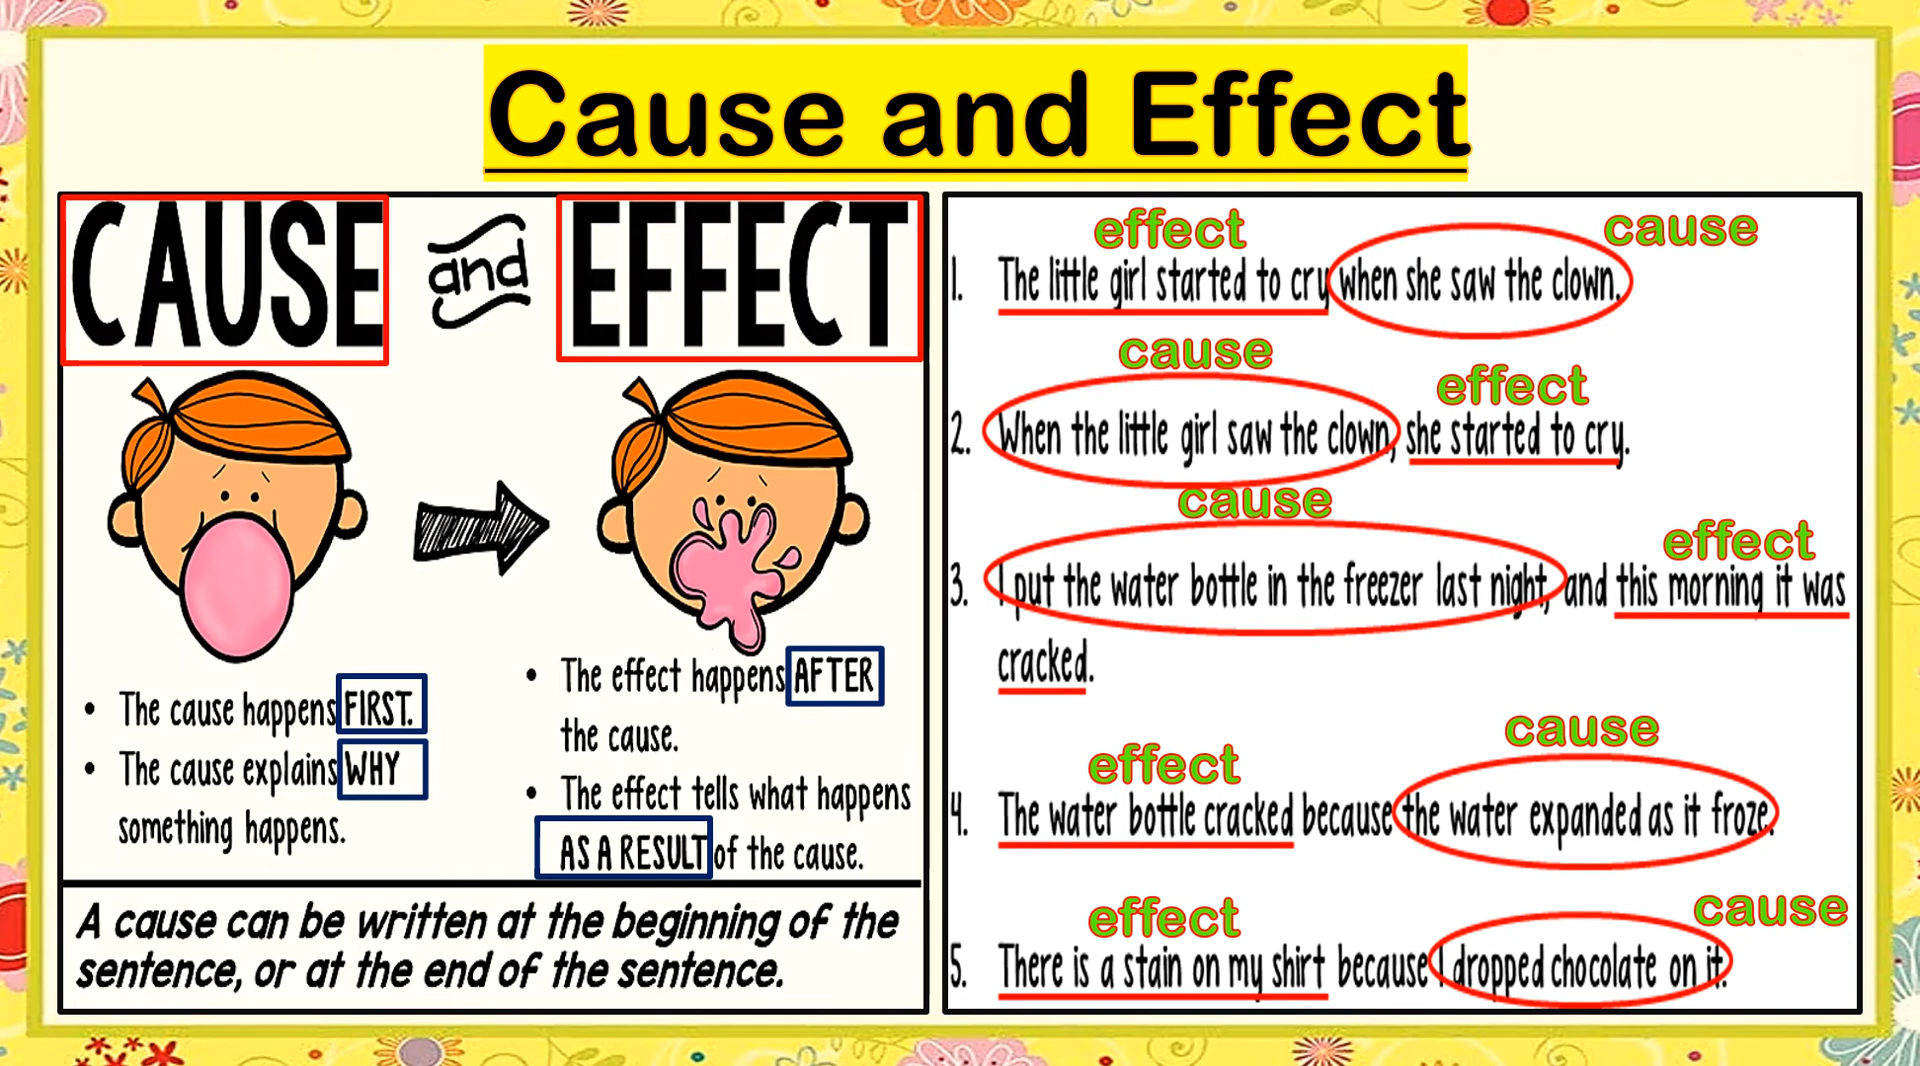 Cause and Effect
CAUSE and EFFECT
• The cause happens FIRST.
• The cause explains WHY
something happens.
• The effect happens AFTER
the cause.
• The effect tells what happens
AS A RESULT of the cause.
A cause can be written at the beginning of the
sentence, or at the end of the sentence.
effect cause
1. The little girl started to cry when she saw the clown.
cause effect
2. When the little girl saw the clown, she started to cry.
cause effect
3. I put the water bottle in the freezer last night, and this morning it was
cracked.
effect cause
4. The water bottle cracked because the water expanded as it froze.
effect cause
5. There is a stain on my shirt because I dropped chocolate on it.